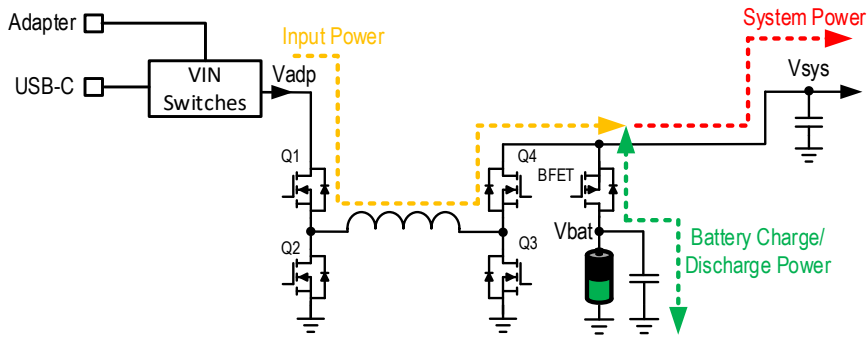 Adapter
USB-C
VIN
Switches
Vadp
Input Power
System Power
Vsys
Q1
Q2
Q4
Q3
BFET
Vbat
Battery Charge/
Discharge Power